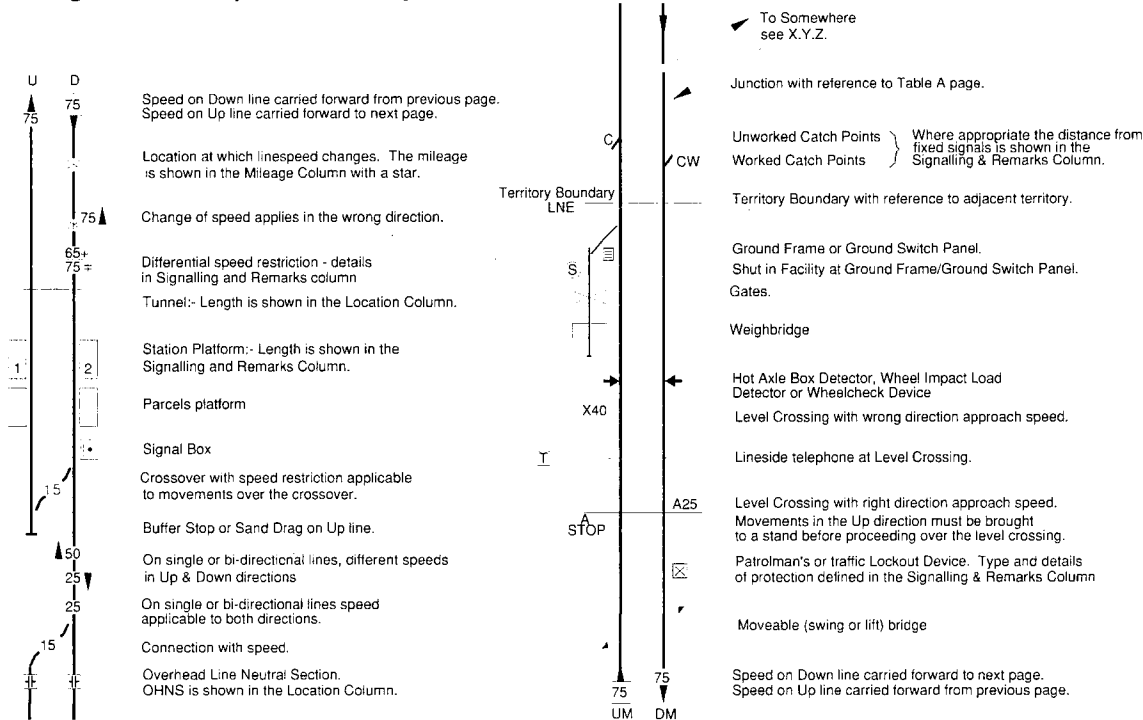 U D
75
75
Speed on Down line carried forward from previous page.
Speed on Up line carried forward to next page.
Location at which linespeed changes. The mileage
is shown in the Mileage Column with a star.
75
Change of speed applies in the wrong direction.
65+
75
Differential speed restriction - details
in Signalling and Remarks column
Tunnel:- Length is shown in the Location Column.
1 2
Station Platform:- Length is shown in the
Signalling and Remarks Column.
Parcels platform
Signal Box
15
Crossover with speed restriction applicable
to movements over the crossover.
Buffer Stop or Sand Drag on Up line.
50
25
On single or bi-directional lines, different speeds
in Up & Down directions
25
On single or bi-directional lines speed
applicable to both directions.
15
Connection with speed.
Overhead Line Neutral Section.
OHNS is shown in the Location Column.
To Somewhere
see X.Y.Z.
Junction with reference to Table A page.
C
Unworked Catch Points
CW
Worked Catch Points
Where appropriate the distance from
fixed signals is shown in the
Signalling & Remarks Column.
Territory Boundary
LNE
Territory Boundary with reference to adjacent territory.
Ground Frame or Ground Switch Panel.
S
Shut in Facility at Ground Frame/Ground Switch Panel.
Gates.
Weighbridge
Hot Axle Box Detector, Wheel Impact Load
Detector or Wheelcheck Device
X40
Level Crossing with wrong direction approach speed.
T
Lineside telephone at Level Crossing.
A25
A
STOP
Level Crossing with right direction approach speed.
Movements in the Up direction must be brought
to a stand before proceeding over the level crossing.
Patrolman's or traffic Lockout Device. Type and details
of protection defined in the Signalling & Remarks Column
Moveable (swing or lift) bridge
75 75
UM DM
Speed on Down line carried forward to next page.
Speed on Up line carried forward from previous page.